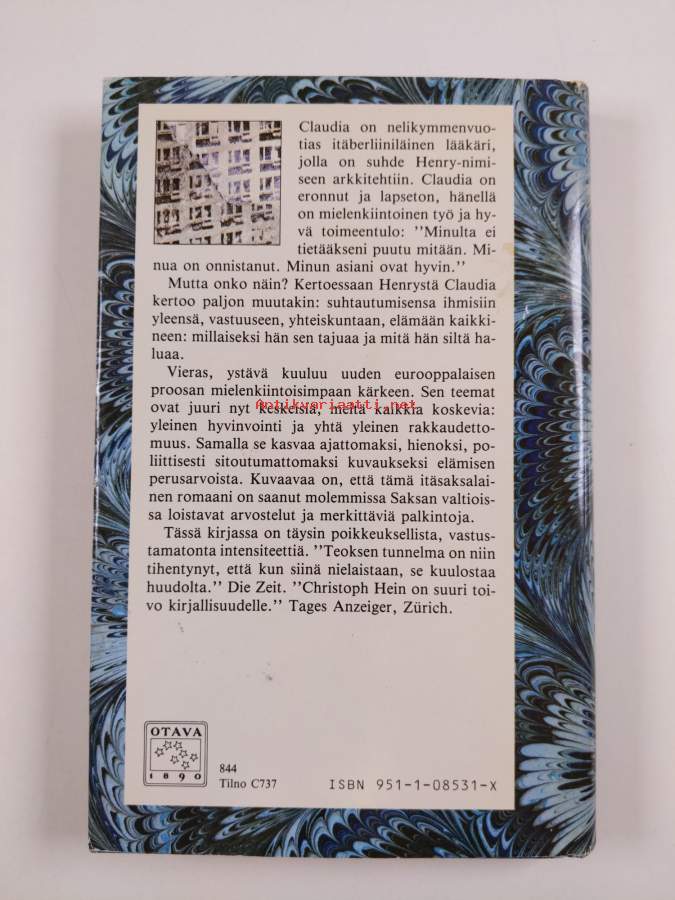 Claudia on nelikymmenvuo-
tias itäberliiniläinen lääkäri,
jolla on suhde Henry-nimi-
seen arkkitehtiin. Claudia on
eronnut ja lapseton, hänellä
on mielenkiintoinen työ ja hy-
vä toimeentulo: ”Minulta ei
tietääkseni puutu mitään. Mi-
nua on onnistanut. Minun asiani ovat hyvin.”
Mutta onko näin? Kertoessaan Henrystä Claudia
kertoo paljon muutakin: suhtautumisensa ihmisiin
yleensä, vastuuseen, yhteiskuntaan, elämään kaikki-
neen: millaiseksi hän sen tajuaa ja mitä hän siltä ha-
luaa.
Vieras, ystävä kuuluu uuden eurooppalaisen
proosan mielenkiintoisimpaan kärkeen. Sen teemat
antikvariaatti.net
ovat juuri nyt keskeisiä, meitä kaikkia koskevia:
yleinen hyvinvointi ja yhtä yleinen rakkaudetto-
muus. Samalla se kasvaa ajattomaksi, hienoksi, po-
liittisesti sitoutumattomaksi kuvaukseksi elämisen
perusarvoista. Kuvaavaa on, että tämä itäsaksalai-
nen romaani on saanut molemmissa Saksan valtiois-
sa loistavat arvostelut ja merkittäviä palkintoja.
Tässä kirjassa on täysin poikkeuksellista, vastus-
tamatonta intensiteettiä. ”Teoksen tunnelma on niin
tihentynyt, että kun siinä nielaistaan, se kuulostaa
huudolta.” Die Zeit. ”Christoph Hein on suuri toi-
vo kirjallisuudelle.” Tages Anzeiger, Zürich.
OTAVA
1890
844
Tilno C737
ISBN 951-1-08531-X